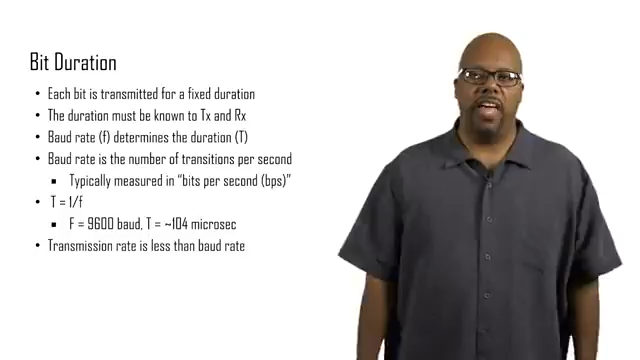 Bit Duration
• Each bit is transmitted for a fixed duration
• The duration must be known to Tx and Rx
• Baud rate (f) determines the duration (T)
• Baud rate is the number of transitions per second
▪ Typically measured in “bits per second (bps)”
• T = 1/f
▪ F = 9600 baud, T = ~104 microsec
• Transmission rate is less than baud rate